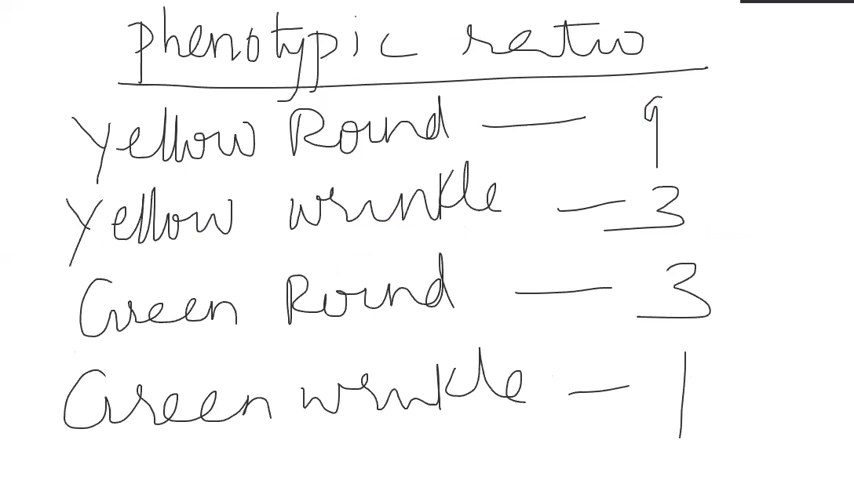 phenotypic ratio
Yellow Round — 9
Yellow wrinkle — 3
Green Round — 3
Green wrinkle — 1